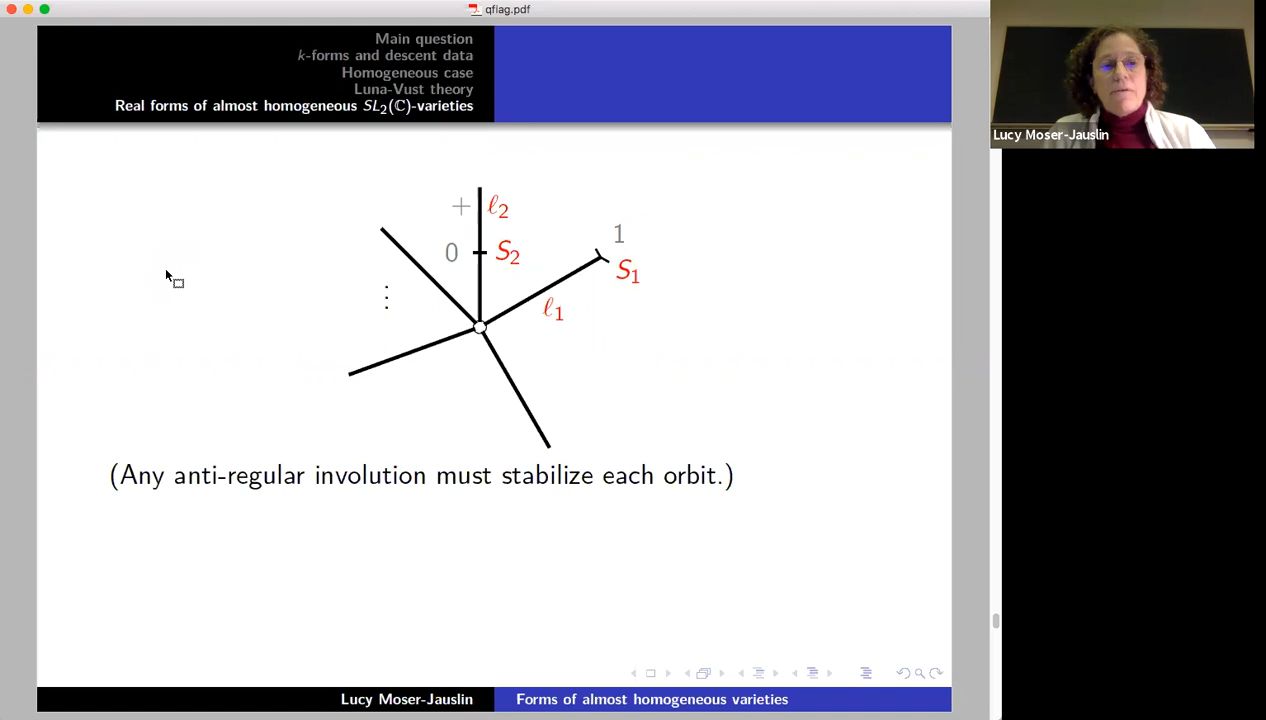 qflag.pdf
Main question
k-forms and descent data
Homogeneous case
Luna-Vust theory
Real forms of almost homogeneous SL₂(ℂ)-varieties
Lucy Moser-Jauslin
+ ℓ₂
0 S₂
1
S₁
ℓ₁
⋮
(Any anti-regular involution must stabilize each orbit.)
Lucy Moser-Jauslin Forms of almost homogeneous varieties